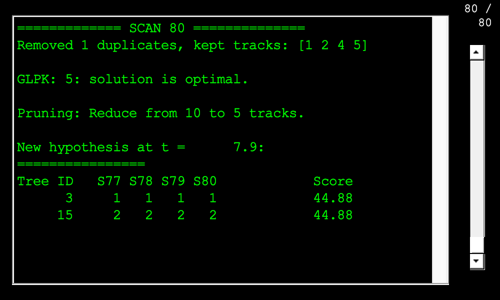 80 /
80
============= SCAN 80 ==============
Removed 1 duplicates, kept tracks: [1 2 4 5]
GLPK: 5: solution is optimal.
Pruning: Reduce from 10 to 5 tracks.
New hypothesis at t =      7.9:
================
Tree ID   S77 S78 S79 S80            Score
3     1   1   1   1            44.88
15     2   2   2   2            44.88